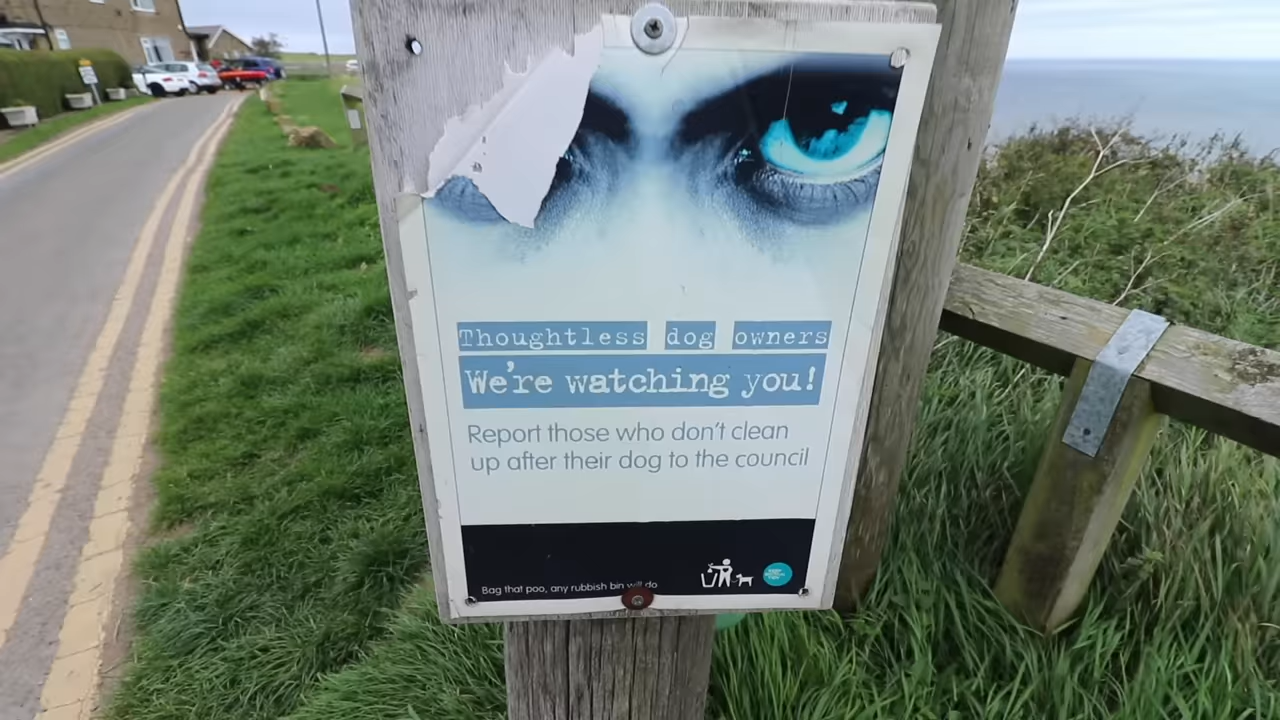 Thoughtless dog owners
We're watching you!
Report those who don't clean
up after their dog to the council
Bag that poo, any rubbish bin will do